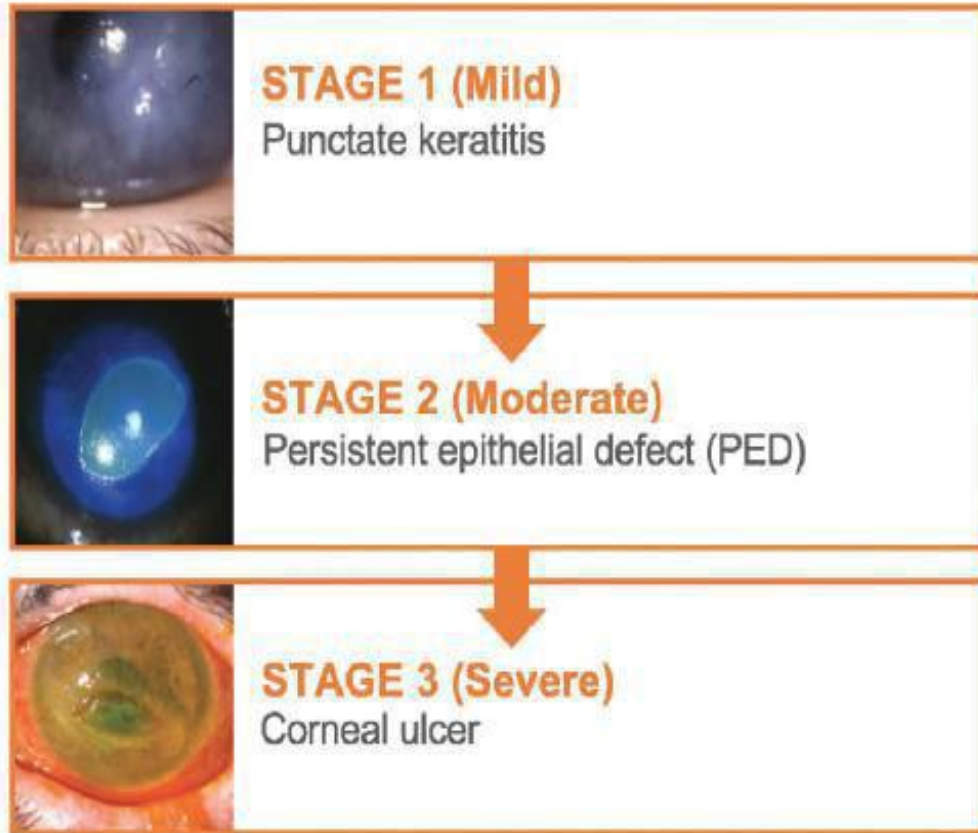 STAGE 1 (Mild)
Punctate keratitis
STAGE 2 (Moderate)
Persistent epithelial defect (PED)
STAGE 3 (Severe)
Corneal ulcer